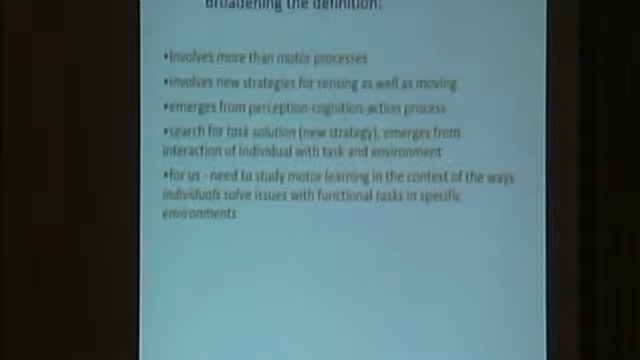 Broadening the definition:
•Involves more than motor processes
•involves new strategies for sensing as well as moving
•emerges from perception-cognition-action process
•search for task solution (new strategy), emerges from
interaction of individual with task and environment
•for us - need to study motor learning in the context of the ways
individuals solve issues with functional tasks in specific
environments